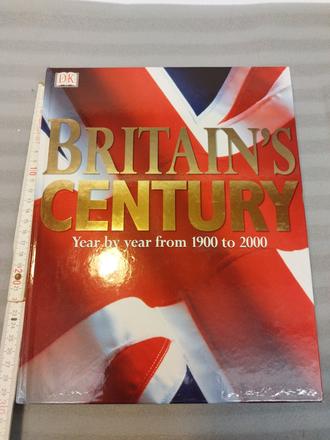 DK
BRITAIN'S
CENTURY
Year by year from 1900 to 2000